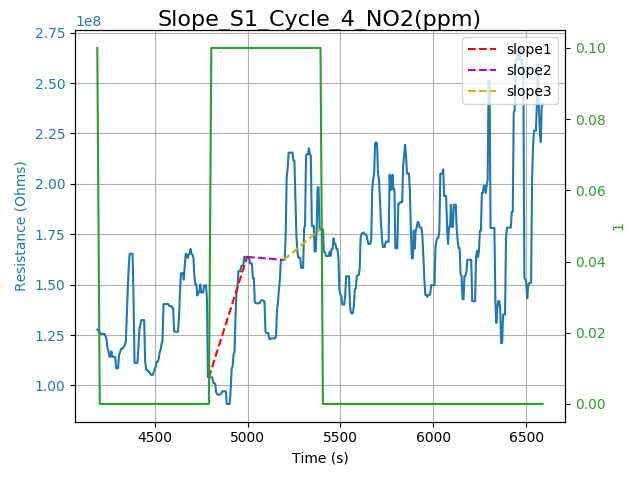 Slope_S1_Cycle_4_NO2(ppm)
1e8
2.75
2.50
2.25
2.00
1.75
1.50
1.25
1.00
Resistance (Ohms)
slope1
slope2
slope3
0.10
0.08
0.06
0.04
0.02
0.00
1
4500 5000 5500 6000 6500
Time (s)